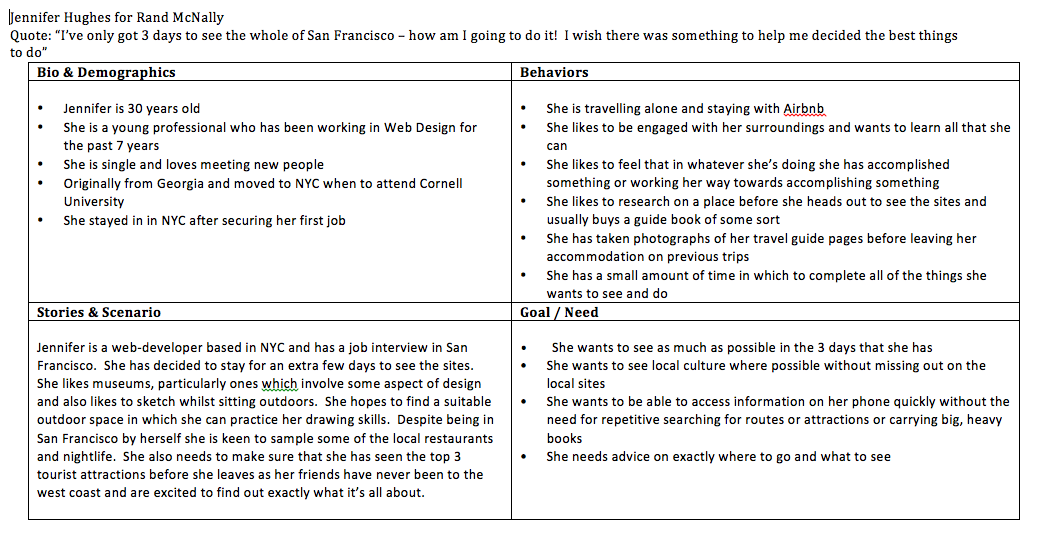 Jennifer Hughes for Rand McNally
Quote: “I’ve only got 3 days to see the whole of San Francisco – how am I going to do it!  I wish there was something to help me decided the best things
to do”
Bio & Demographics
• Jennifer is 30 years old
• She is a young professional who has been working in Web Design for
the past 7 years
• She is single and loves meeting new people
• Originally from Georgia and moved to NYC when to attend Cornell
University
• She stayed in in NYC after securing her first job
Behaviors
• She is travelling alone and staying with Airbnb
• She likes to be engaged with her surroundings and wants to learn all that she
can
• She likes to feel that in whatever she’s doing she has accomplished
something or working her way towards accomplishing something
• She likes to research on a place before she heads out to see the sites and
usually buys a guide book of some sort
• She has taken photographs of her travel guide pages before leaving her
accommodation on previous trips
• She has a small amount of time in which to complete all of the things she
wants to see and do
Stories & Scenario
Jennifer is a web-developer based in NYC and has a job interview in San
Francisco.  She has decided to stay for an extra few days to see the sites.
She likes museums, particularly ones which involve some aspect of design
and also likes to sketch whilst sitting outdoors.  She hopes to find a suitable
outdoor space in which she can practice her drawing skills.  Despite being in
San Francisco by herself she is keen to sample some of the local restaurants
and nightlife.  She also needs to make sure that she has seen the top 3
tourist attractions before she leaves as her friends have never been to the
west coast and are excited to find out exactly what it’s all about.
Goal / Need
• She wants to see as much as possible in the 3 days that she has
• She wants to see local culture where possible without missing out on the
local sites
• She wants to be able to access information on her phone quickly without the
need for repetitive searching for routes or attractions or carrying big, heavy
books
• She needs advice on exactly where to go and what to see